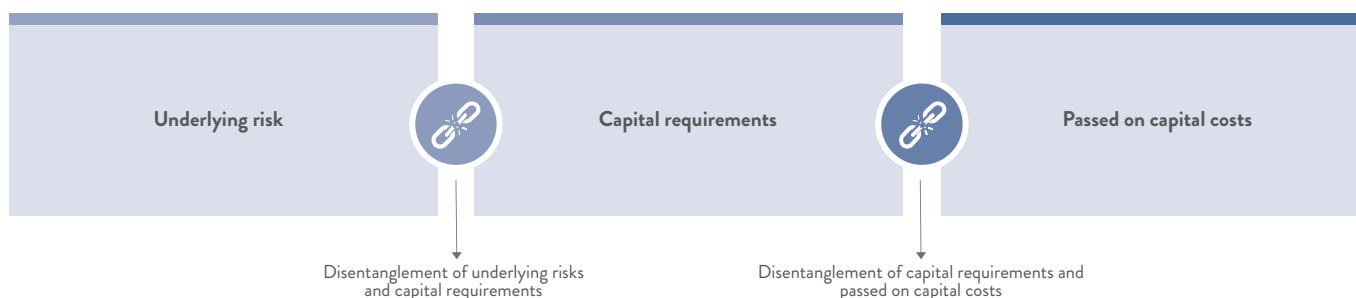 Underlying risk
Capital requirements
Passed on capital costs
Disentanglement of underlying risks
and capital requirements
Disentanglement of capital requirements and
passed on capital costs